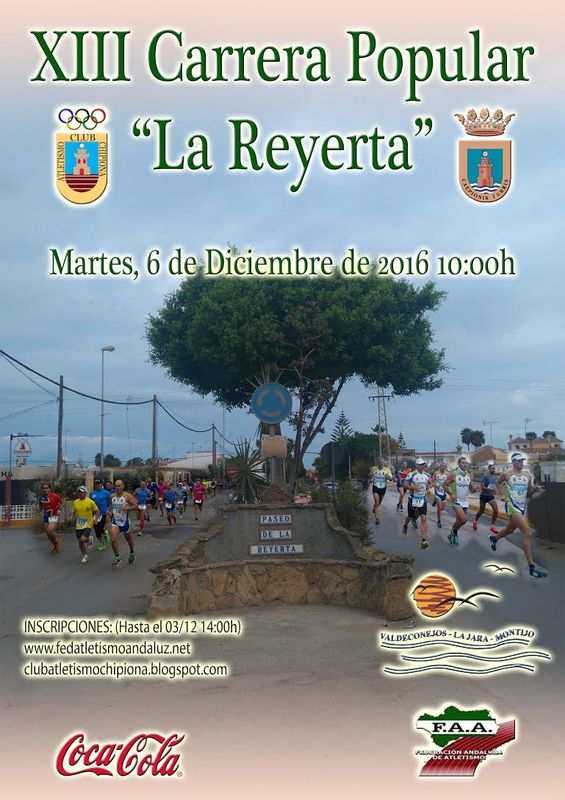 XIII Carrera Popular
"La Reyerta"
ATLETISMO CLUB CHIPIONA
Martes, 6 de Diciembre de 2016 10:00h
PASEO
DE LA
REYERTA
INSCRIPCIONES: (Hasta el 03/12 14:00h)
www.fedatletismoandaluz.net
clubatletismochipiona.blogspot.com
VALDECONEJOS - LA JARA - MONTIJO
Coca-Cola
F.A.A.
FEDERACIÓN ANDALUZA
DE ATLETISMO